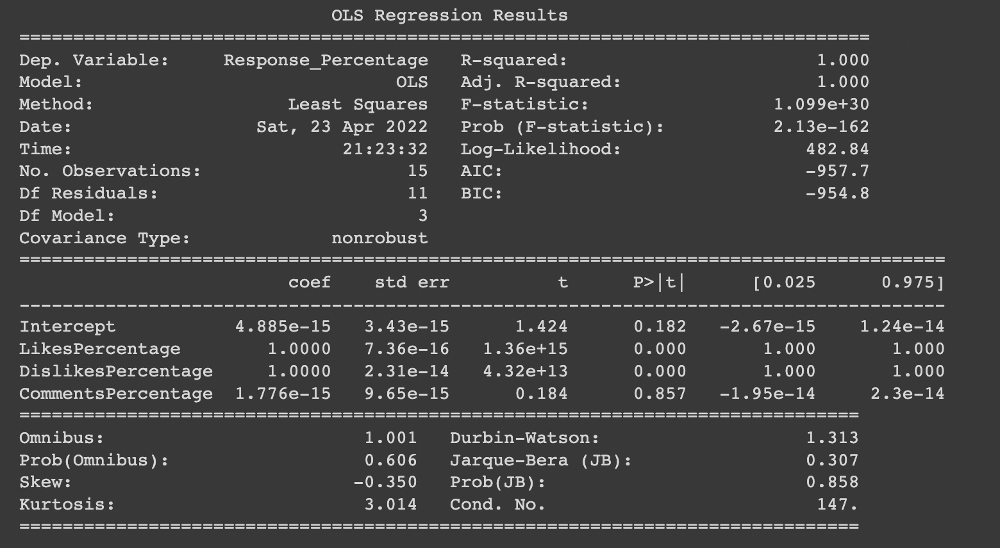 OLS Regression Results
===============================================================================
Dep. Variable:     Response_Percentage   R-squared:                       1.000
Model:                             OLS   Adj. R-squared:                  1.000
Method:                  Least Squares   F-statistic:                 1.099e+30
Date:                 Sat, 23 Apr 2022   Prob (F-statistic):          2.13e-162
Time:                         21:23:32   Log-Likelihood:                 482.84
No. Observations:                   15   AIC:                            -957.7
Df Residuals:                       11   BIC:                            -954.8
Df Model:                            3
Covariance Type:             nonrobust
======================================================================================
                         coef    std err          t      P>|t|      [0.025      0.975]
--------------------------------------------------------------------------------------
Intercept           4.885e-15   3.43e-15      1.424      0.182   -2.67e-15    1.24e-14
LikesPercentage        1.0000   7.36e-16   1.36e+15      0.000       1.000       1.000
DislikesPercentage     1.0000   2.31e-14   4.32e+13      0.000       1.000       1.000
CommentsPercentage  1.776e-15   9.65e-15      0.184      0.857   -1.95e-14     2.3e-14
==============================================================================
Omnibus:                        1.001   Durbin-Watson:                   1.313
Prob(Omnibus):                  0.606   Jarque-Bera (JB):                0.307
Skew:                          -0.350   Prob(JB):                        0.858
Kurtosis:                       3.014   Cond. No.                         147.
==============================================================================